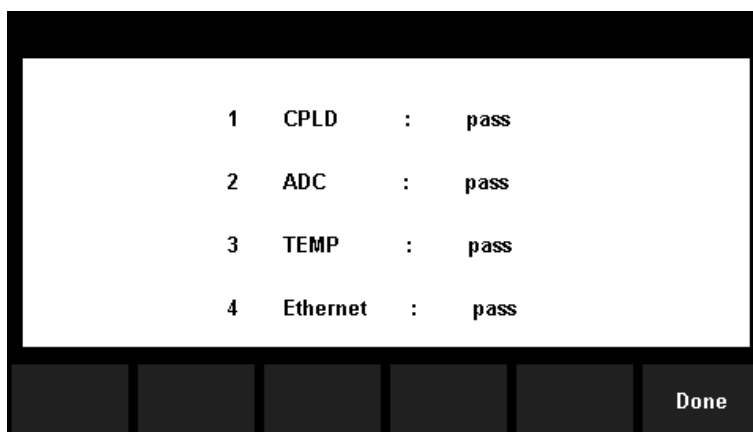 1 CPLD : pass
2 ADC : pass
3 TEMP : pass
4 Ethernet : pass
Done